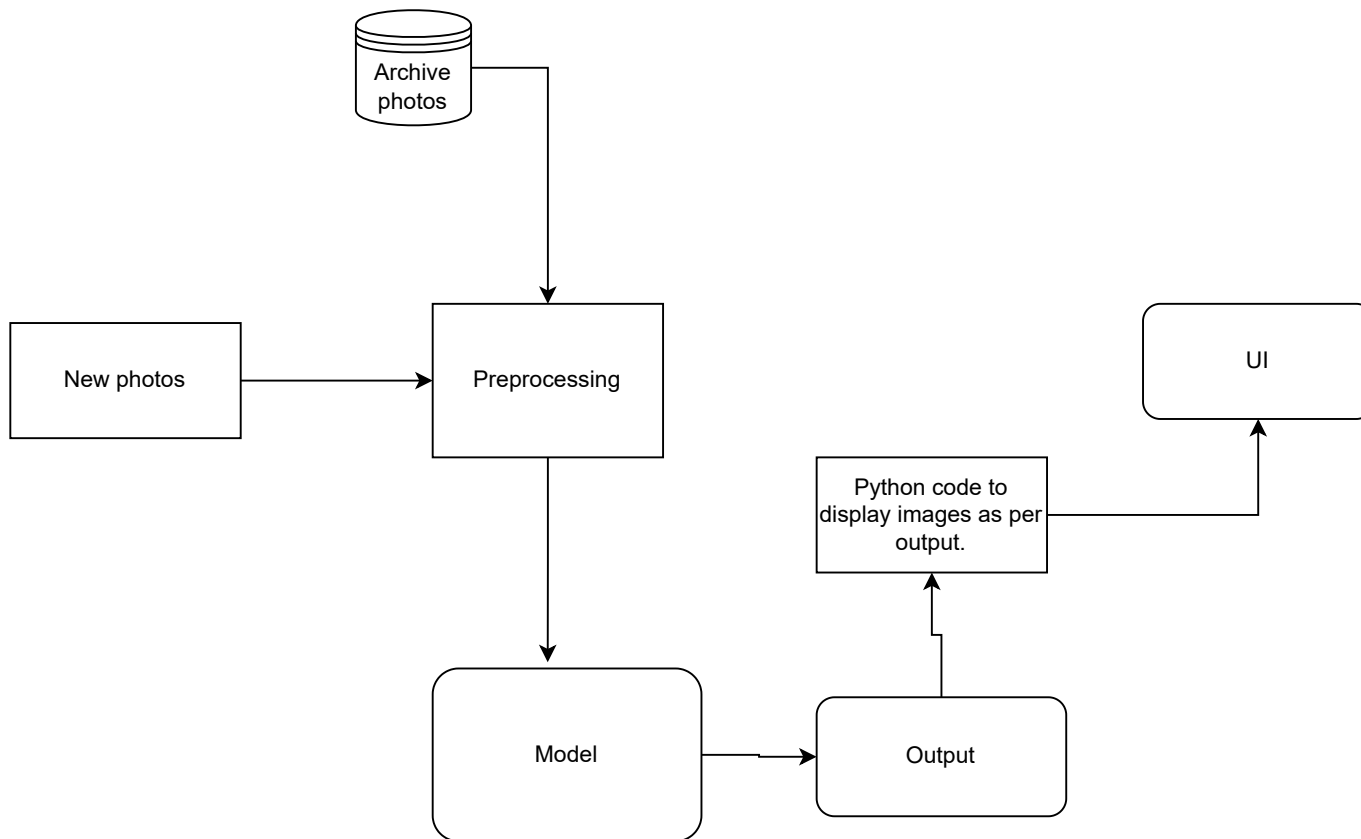 Archive
photos
New photos
Preprocessing
UI
Python code to
display images as per
output.
Model
Output